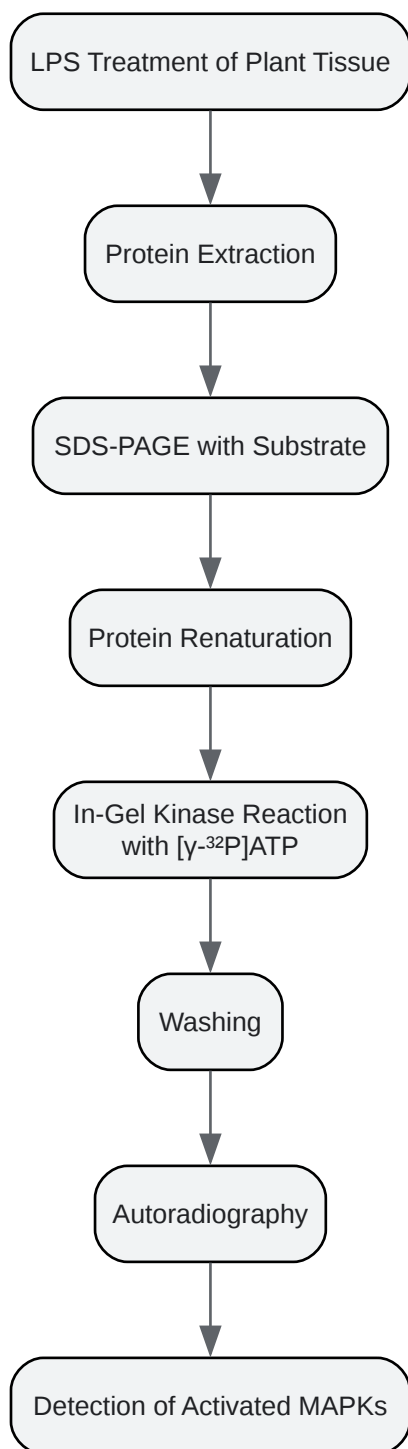 LPS Treatment of Plant Tissue
Protein Extraction
SDS-PAGE with Substrate
Protein Renaturation
In-Gel Kinase Reaction
with [γ-³²P]ATP
Washing
Autoradiography
Detection of Activated MAPKs